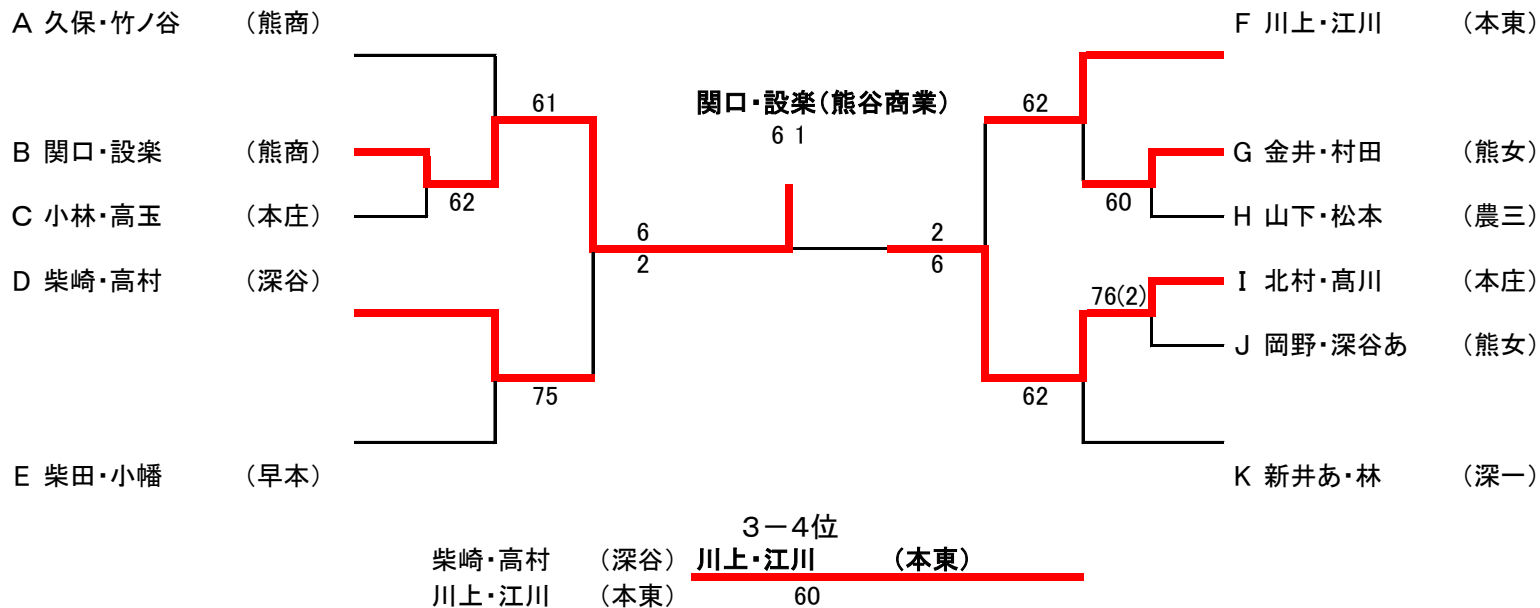 A 久保・竹ノ谷 （熊商）
F 川上・江川 （本東）
61
関口・設楽（熊谷商業）
62
6 1
B 関口・設楽 （熊商）
G 金井・村田 （熊女）
62
60
C 小林・高玉 （本庄）
H 山下・松本 （農三）
6
2
2
6
D 柴崎・高村 （深谷）
I 北村・髙川 （本庄）
76(2)
J 岡野・深谷あ （熊女）
75
62
E 柴田・小幡 （早本）
K 新井あ・林 （深一）
３－４位
柴崎・高村 （深谷） 川上・江川 （本東）
川上・江川 （本東） 60